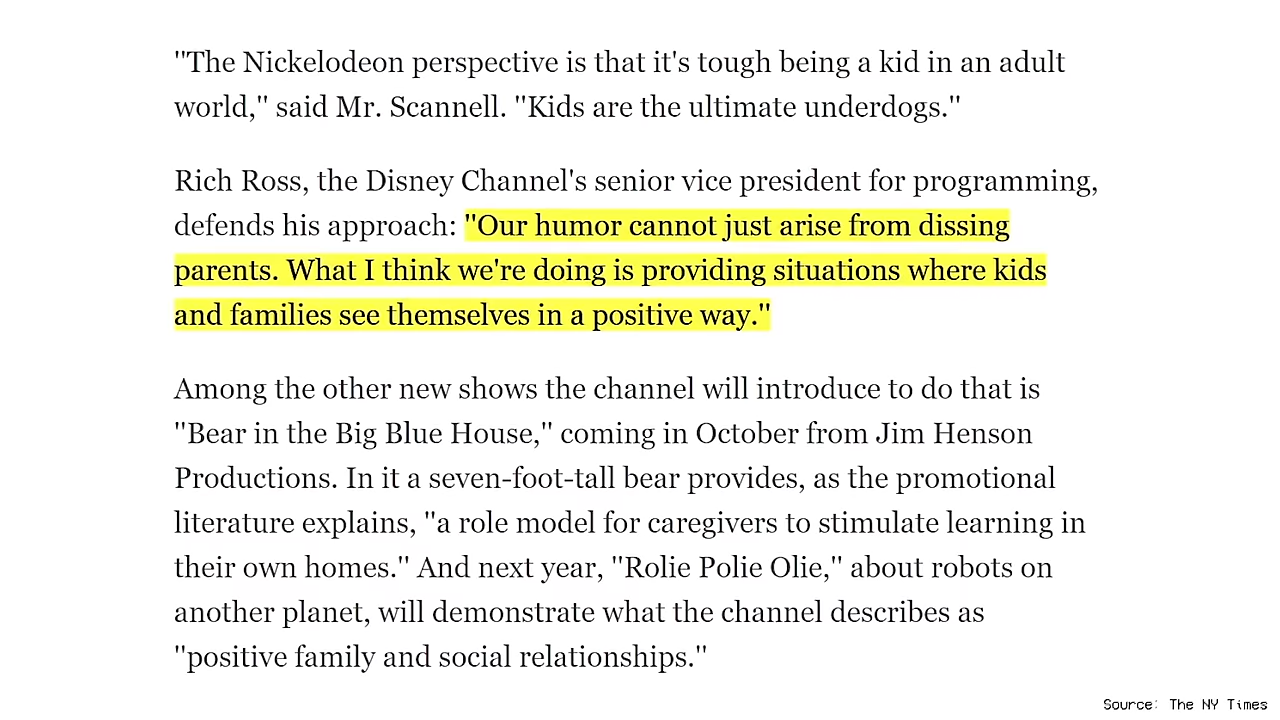 "The Nickelodeon perspective is that it's tough being a kid in an adult
world," said Mr. Scannell. "Kids are the ultimate underdogs."
Rich Ross, the Disney Channel's senior vice president for programming,
defends his approach: "Our humor cannot just arise from dissing
parents. What I think we're doing is providing situations where kids
and families see themselves in a positive way."
Among the other new shows the channel will introduce to do that is
"Bear in the Big Blue House," coming in October from Jim Henson
Productions. In it a seven-foot-tall bear provides, as the promotional
literature explains, "a role model for caregivers to stimulate learning in
their own homes." And next year, "Rolie Polie Olie," about robots on
another planet, will demonstrate what the channel describes as
"positive family and social relationships."
Source: The NY Times